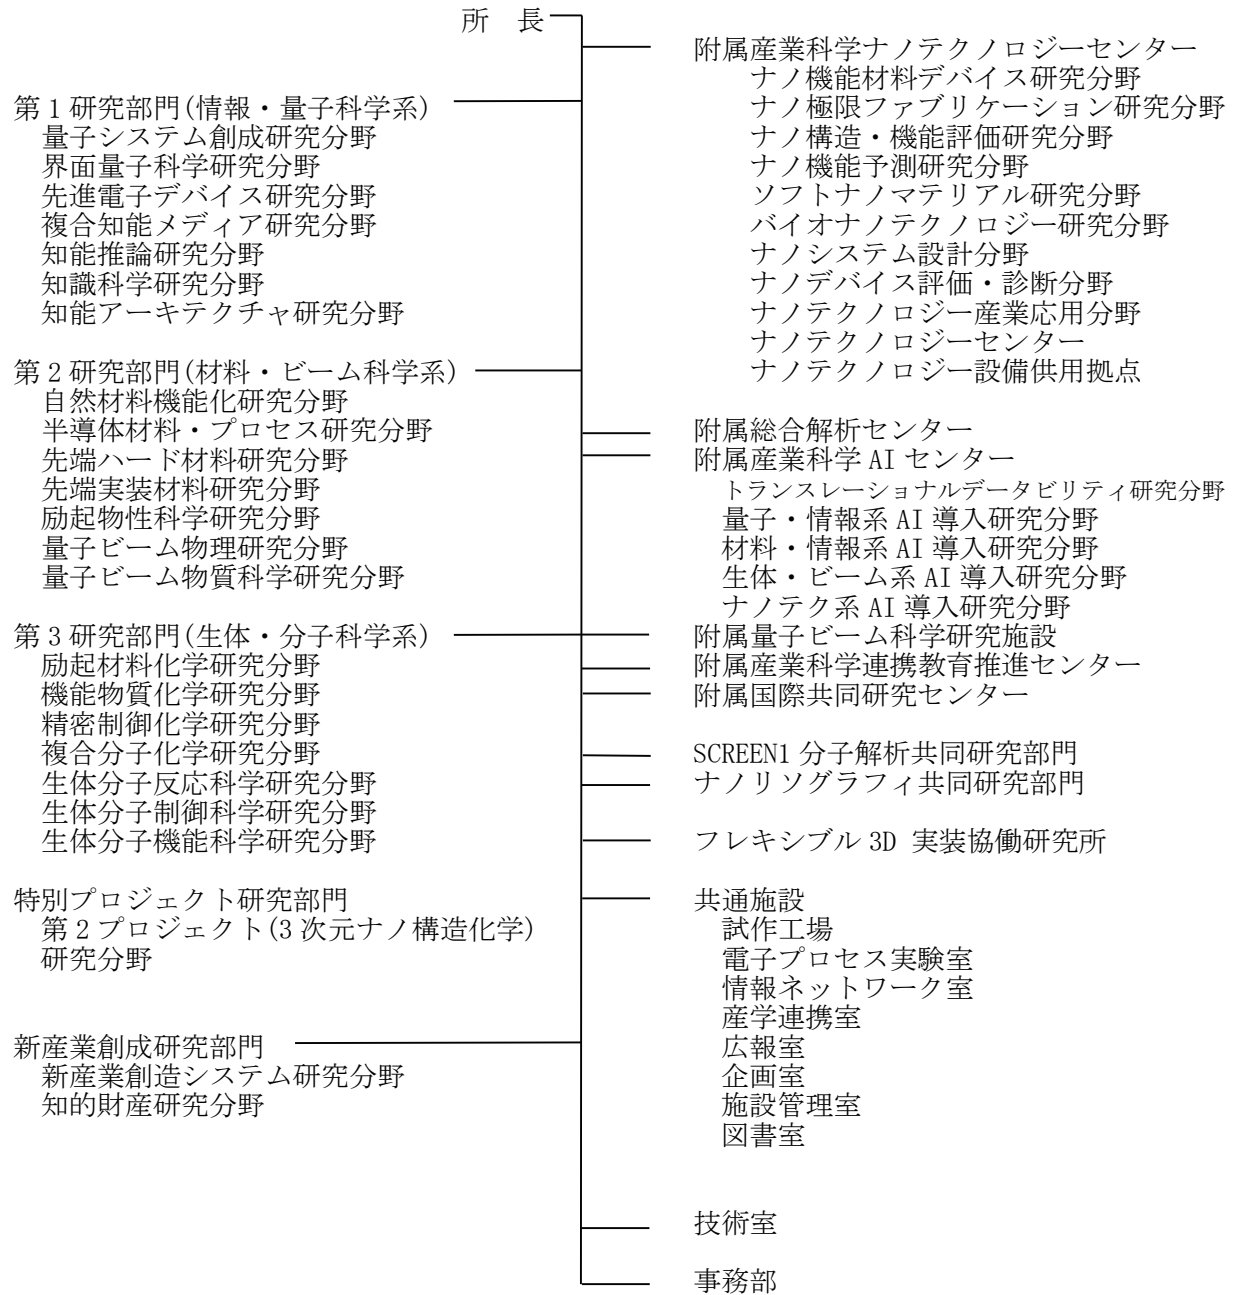 所 長
第1研究部門(情報・量子科学系)
量子システム創成研究分野
界面量子科学研究分野
先進電子デバイス研究分野
複合知能メディア研究分野
知能推論研究分野
知識科学研究分野
知能アーキテクチャ研究分野
第2研究部門(材料・ビーム科学系)
自然材料機能化研究分野
半導体材料・プロセス研究分野
先端ハード材料研究分野
先端実装材料研究分野
励起物性科学研究分野
量子ビーム物理研究分野
量子ビーム物質科学研究分野
第3研究部門(生体・分子科学系)
励起材料化学研究分野
機能物質化学研究分野
精密制御化学研究分野
複合分子化学研究分野
生体分子反応科学研究分野
生体分子制御科学研究分野
生体分子機能科学研究分野
特別プロジェクト研究部門
第2プロジェクト(3次元ナノ構造化学)
研究分野
新産業創成研究部門
新産業創造システム研究分野
知的財産研究分野
附属産業科学ナノテクノロジーセンター
ナノ機能材料デバイス研究分野
ナノ極限ファブリケーション研究分野
ナノ構造・機能評価研究分野
ナノ機能予測研究分野
ソフトナノマテリアル研究分野
バイオナノテクノロジー研究分野
ナノシステム設計分野
ナノデバイス評価・診断分野
ナノテクノロジー産業応用分野
ナノテクノロジーセンター
ナノテクノロジー設備供用拠点
附属総合解析センター
附属産業科学AIセンター
トランスレーショナルデータビリティ研究分野
量子・情報系AI導入研究分野
材料・情報系AI導入研究分野
生体・ビーム系AI導入研究分野
ナノテク系AI導入研究分野
附属量子ビーム科学研究施設
附属産業科学連携教育推進センター
附属国際共同研究センター
SCREEN1分子解析共同研究部門
ナノリソグラフィ共同研究部門
フレキシブル3D 実装協働研究所
共通施設
試作工場
電子プロセス実験室
情報ネットワーク室
産学連携室
広報室
企画室
施設管理室
図書室
技術室
事務部